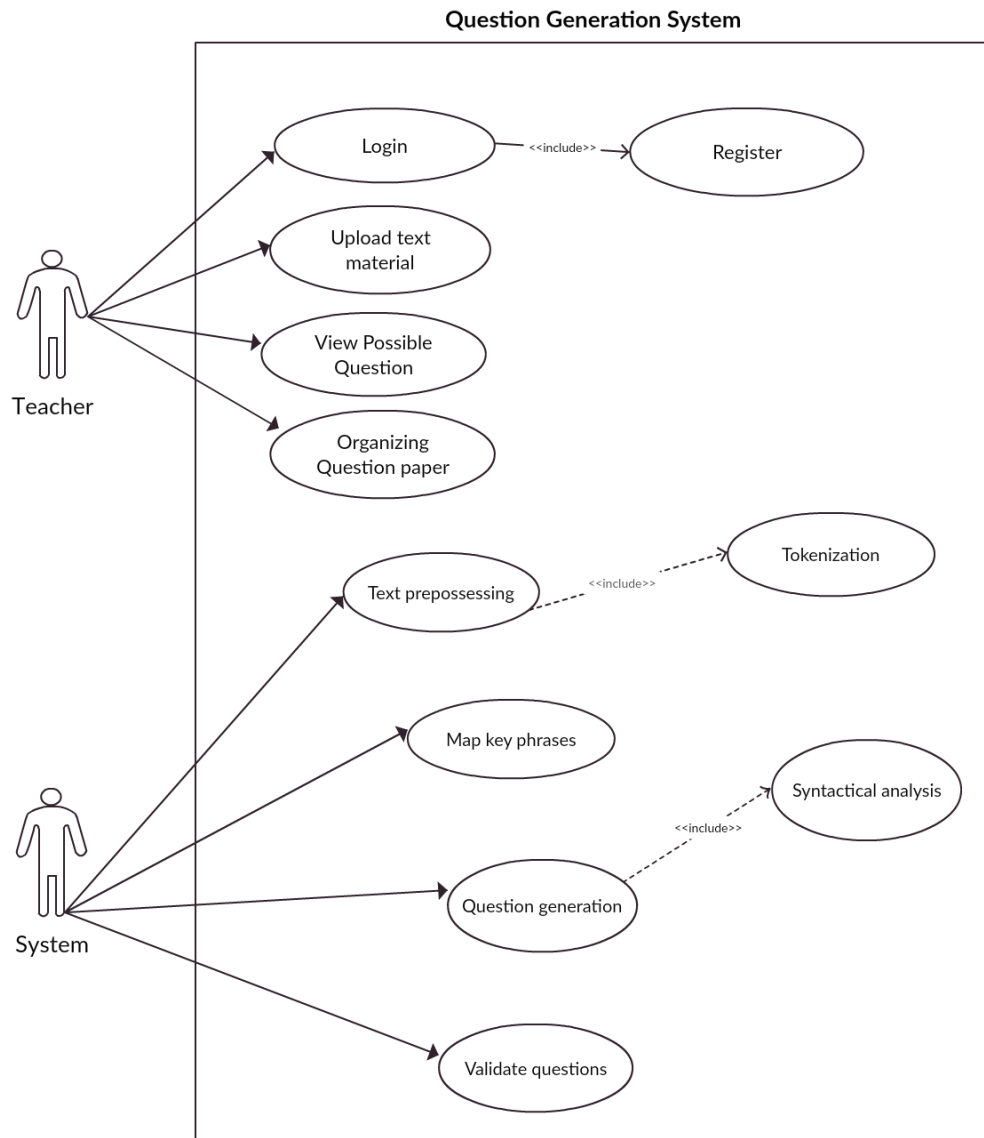 Question Generation System
Login
<<include>>
Register
Upload text
material
View Possible
Question
Teacher
Organizing
Question paper
Tokenization
<<include>>
Text prepossessing
Map key phrases
Syntactical analysis
<<include>>
Question generation
System
Validate questions